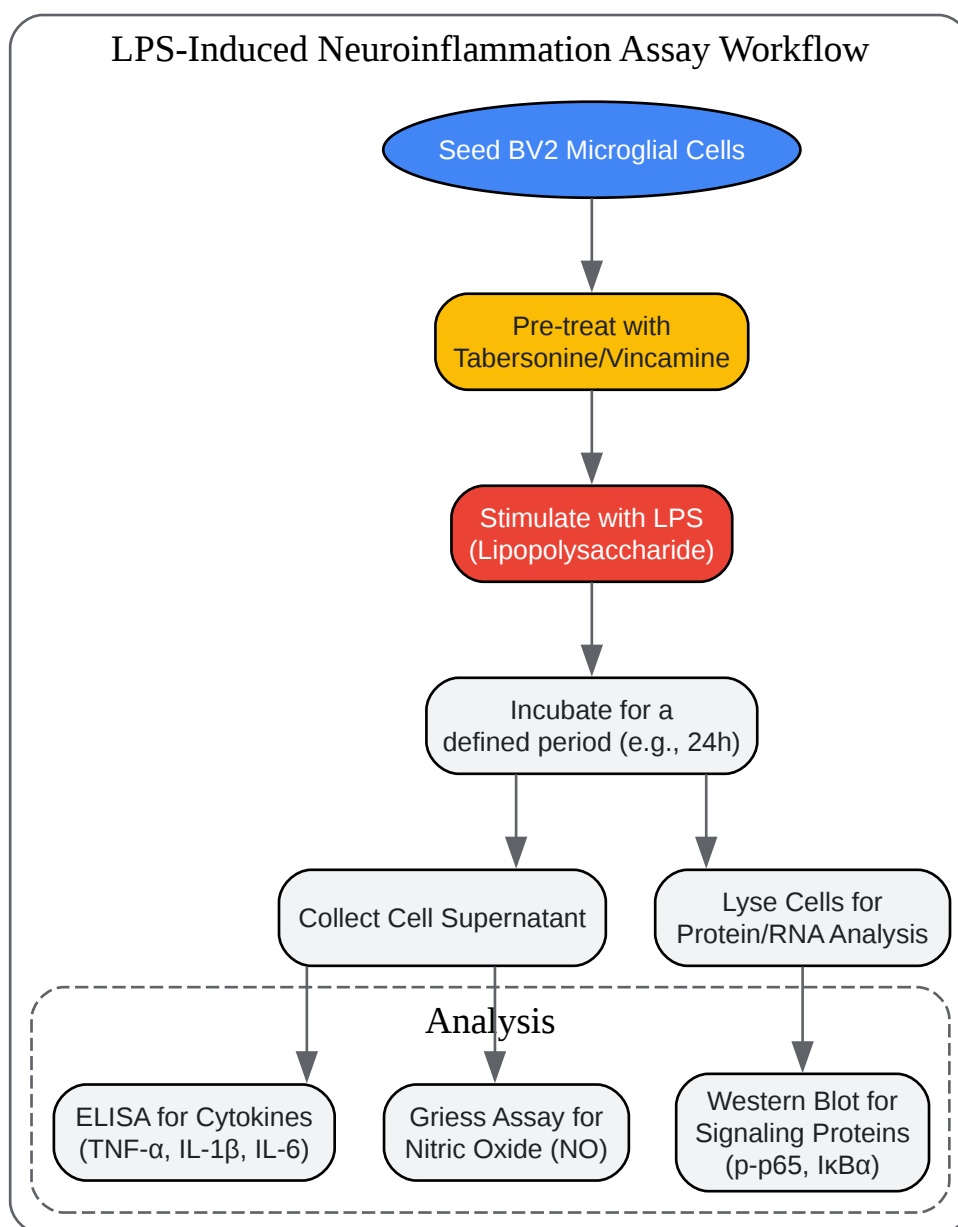 LPS-Induced Neuroinflammation Assay Workflow
Seed BV2 Microglial Cells
Pre-treat with
Tabersonine/Vincamine
Stimulate with LPS
(Lipopolysaccharide)
Incubate for a
defined period (e.g., 24h)
Collect Cell Supernatant
Lyse Cells for
Protein/RNA Analysis
Analysis
ELISA for Cytokines
(TNF-α, IL-1β, IL-6)
Griess Assay for
Nitric Oxide (NO)
Western Blot for
Signaling Proteins
(p-p65, IκBα)